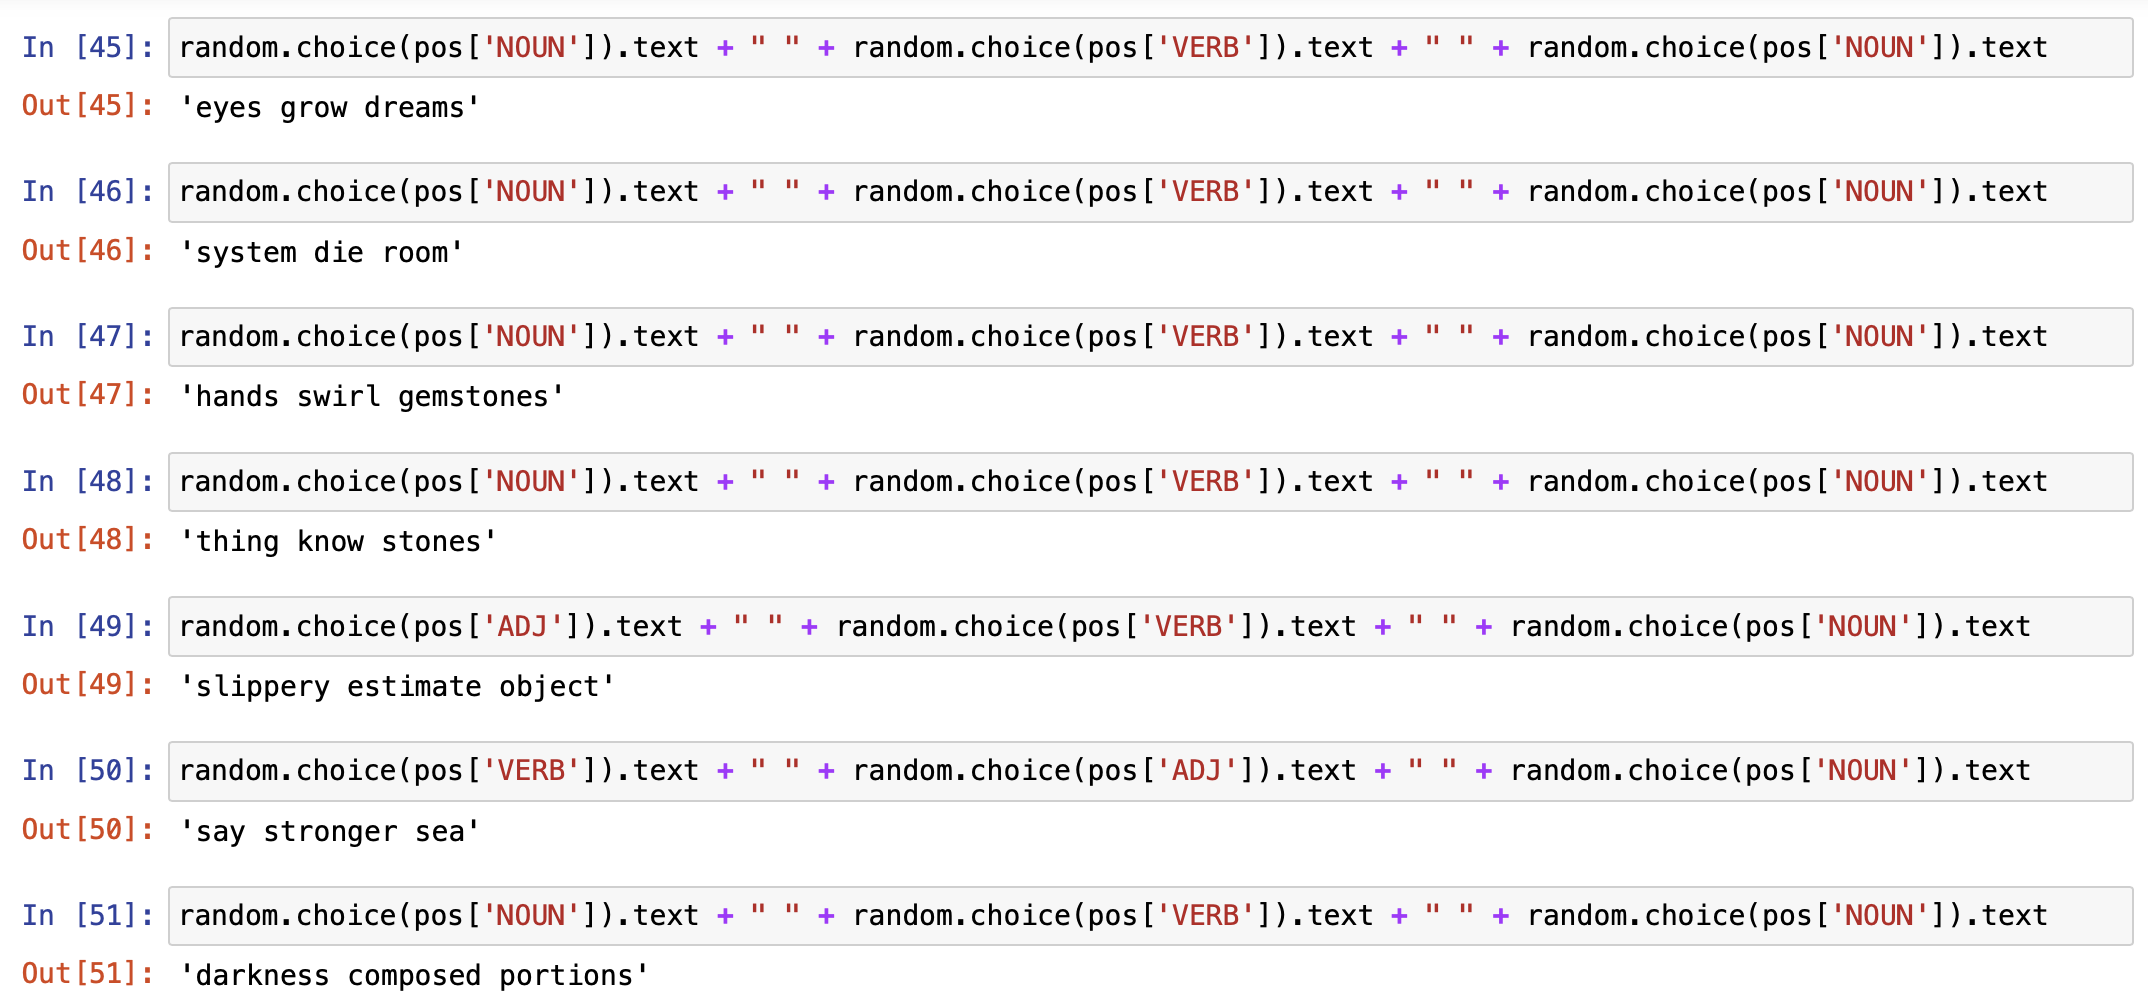 In [45]: random.choice(pos['NOUN']).text + " " + random.choice(pos['VERB']).text + " " + random.choice(pos['NOUN']).text
Out[45]: 'eyes grow dreams'
In [46]: random.choice(pos['NOUN']).text + " " + random.choice(pos['VERB']).text + " " + random.choice(pos['NOUN']).text
Out[46]: 'system die room'
In [47]: random.choice(pos['NOUN']).text + " " + random.choice(pos['VERB']).text + " " + random.choice(pos['NOUN']).text
Out[47]: 'hands swirl gemstones'
In [48]: random.choice(pos['NOUN']).text + " " + random.choice(pos['VERB']).text + " " + random.choice(pos['NOUN']).text
Out[48]: 'thing know stones'
In [49]: random.choice(pos['ADJ']).text + " " + random.choice(pos['VERB']).text + " " + random.choice(pos['NOUN']).text
Out[49]: 'slippery estimate object'
In [50]: random.choice(pos['VERB']).text + " " + random.choice(pos['ADJ']).text + " " + random.choice(pos['NOUN']).text
Out[50]: 'say stronger sea'
In [51]: random.choice(pos['NOUN']).text + " " + random.choice(pos['VERB']).text + " " + random.choice(pos['NOUN']).text
Out[51]: 'darkness composed portions'